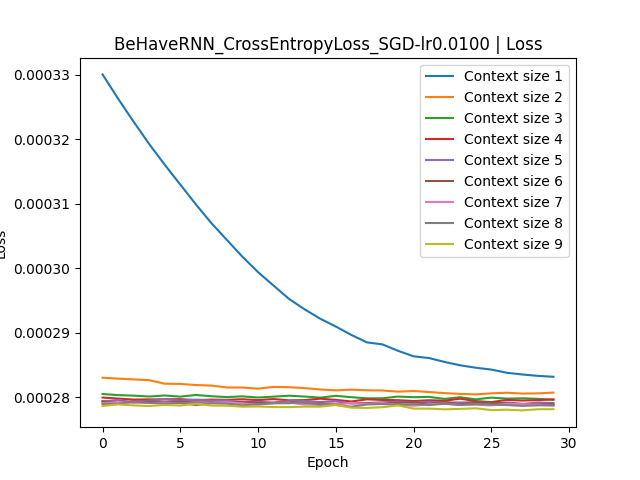 BeHaveRNN_CrossEntropyLoss_SGD-lr0.0100 | Loss
0.00033
0.00032
0.00031
0.00030
0.00029
0.00028
Loss
0 5 10 15 20 25 30
Epoch
Context size 1
Context size 2
Context size 3
Context size 4
Context size 5
Context size 6
Context size 7
Context size 8
Context size 9